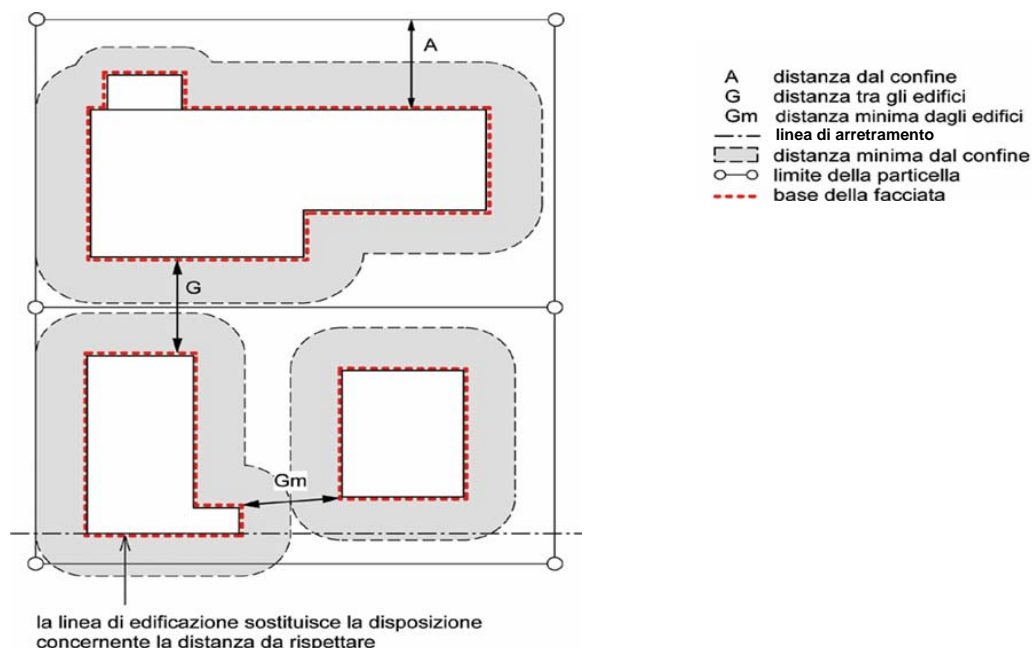 A
A distanza dal confine
G distanza tra gli edifici
Gm distanza minima dagli edifici
linea di arretramento
distanza minima dal confine
limite della particella
base della facciata
G
Gm
la linea di edificazione sostituisce la disposizione
concernente la distanza da rispettare